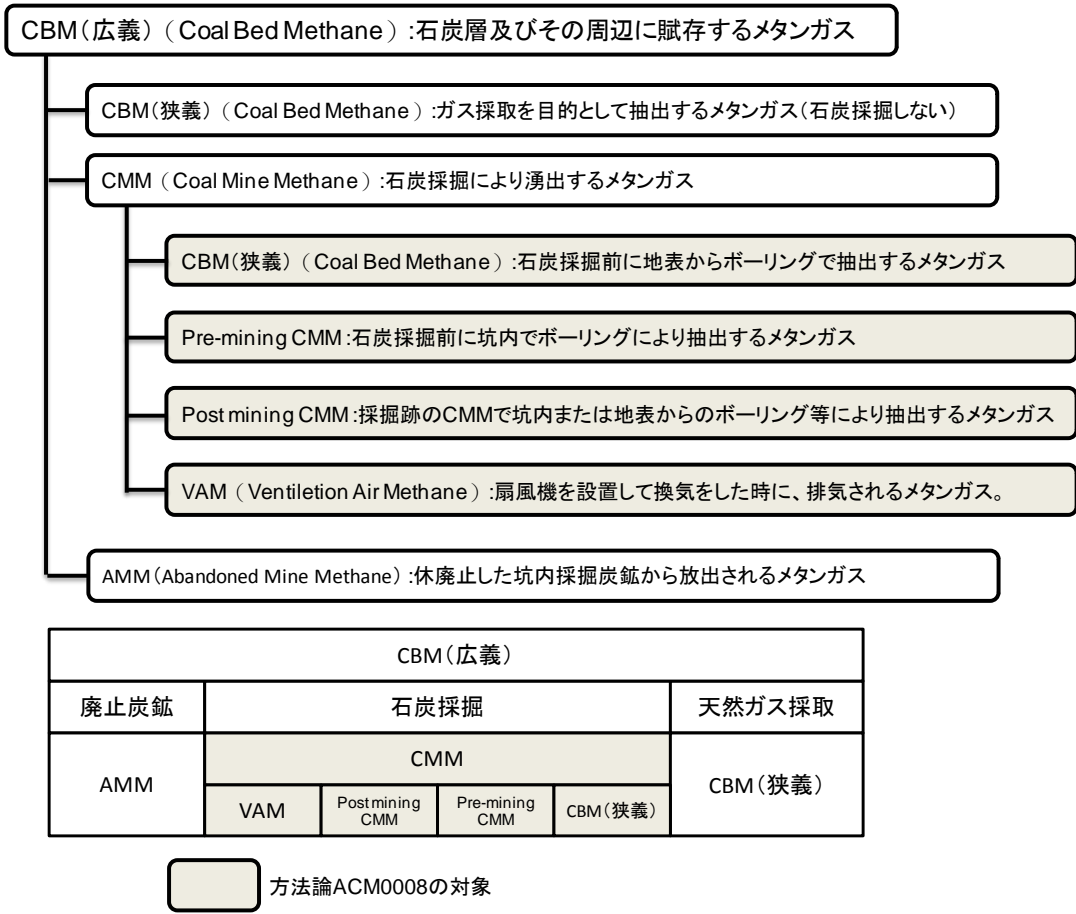 CBM(広義)(Coal Bed Methane):石炭層及びその周辺に賦存するメタンガス
CBM(狭義)(Coal Bed Methane):ガス採取を目的として抽出するメタンガス(石炭採掘しない)
CMM(Coal Mine Methane):石炭採掘により湧出するメタンガス
CBM(狭義)(Coal Bed Methane):石炭採掘前に地表からボーリングで抽出するメタンガス
Pre-mining CMM:石炭採掘前に坑内でボーリングにより抽出するメタンガス
Post mining CMM:採掘跡のCMMで坑内または地表からのボーリング等により抽出するメタンガス
VAM(Ventiletion Air Methane):扇風機を設置して換気をした時に、排気されるメタンガス。
AMM(Abandoned Mine Methane):休廃止した坑内採掘炭鉱から放出されるメタンガス
CBM(広義)
廃止炭鉱 石炭採掘 天然ガス採取
AMM CMM CBM(狭義)
VAM Post mining CMM Pre-mining CMM CBM(狭義)
方法論ACM0008の対象